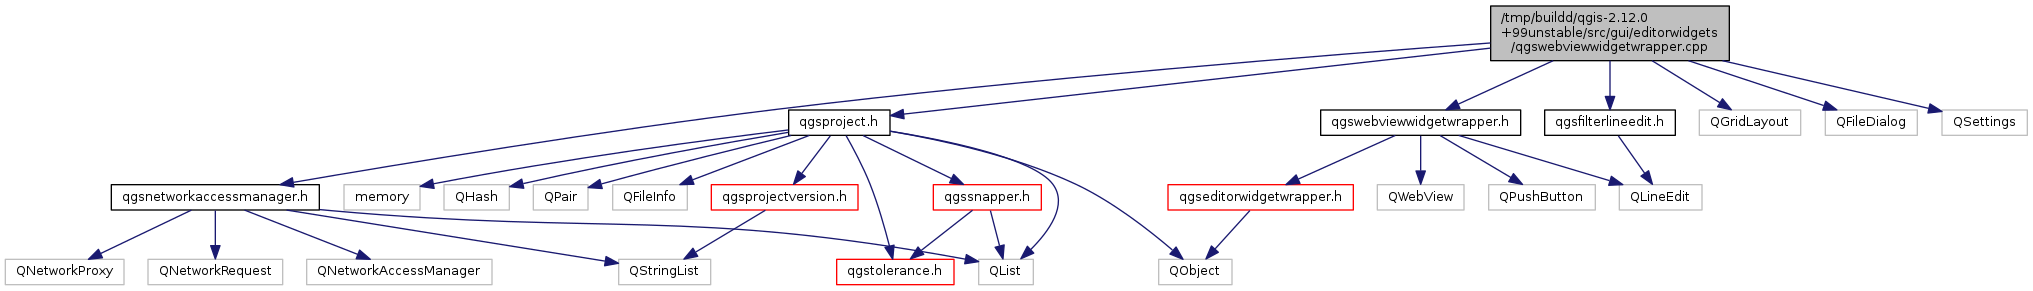 /tmp/buildd/qgis-2.12.0
+99unstable/src/gui/editorwidgets
/qgswebviewwidgetwrapper.cpp
qgsproject.h
qgswebviewwidgetwrapper.h
qgsfilterlineedit.h
QGridLayout
QFileDialog
QSettings
qgsnetworkaccessmanager.h
memory
QHash
QPair
QFileInfo
qgsprojectversion.h
qgssnapper.h
qgseditorwidgetwrapper.h
QWebView
QPushButton
QLineEdit
QNetworkProxy
QNetworkRequest
QNetworkAccessManager
QStringList
qgstolerance.h
QList
QObject